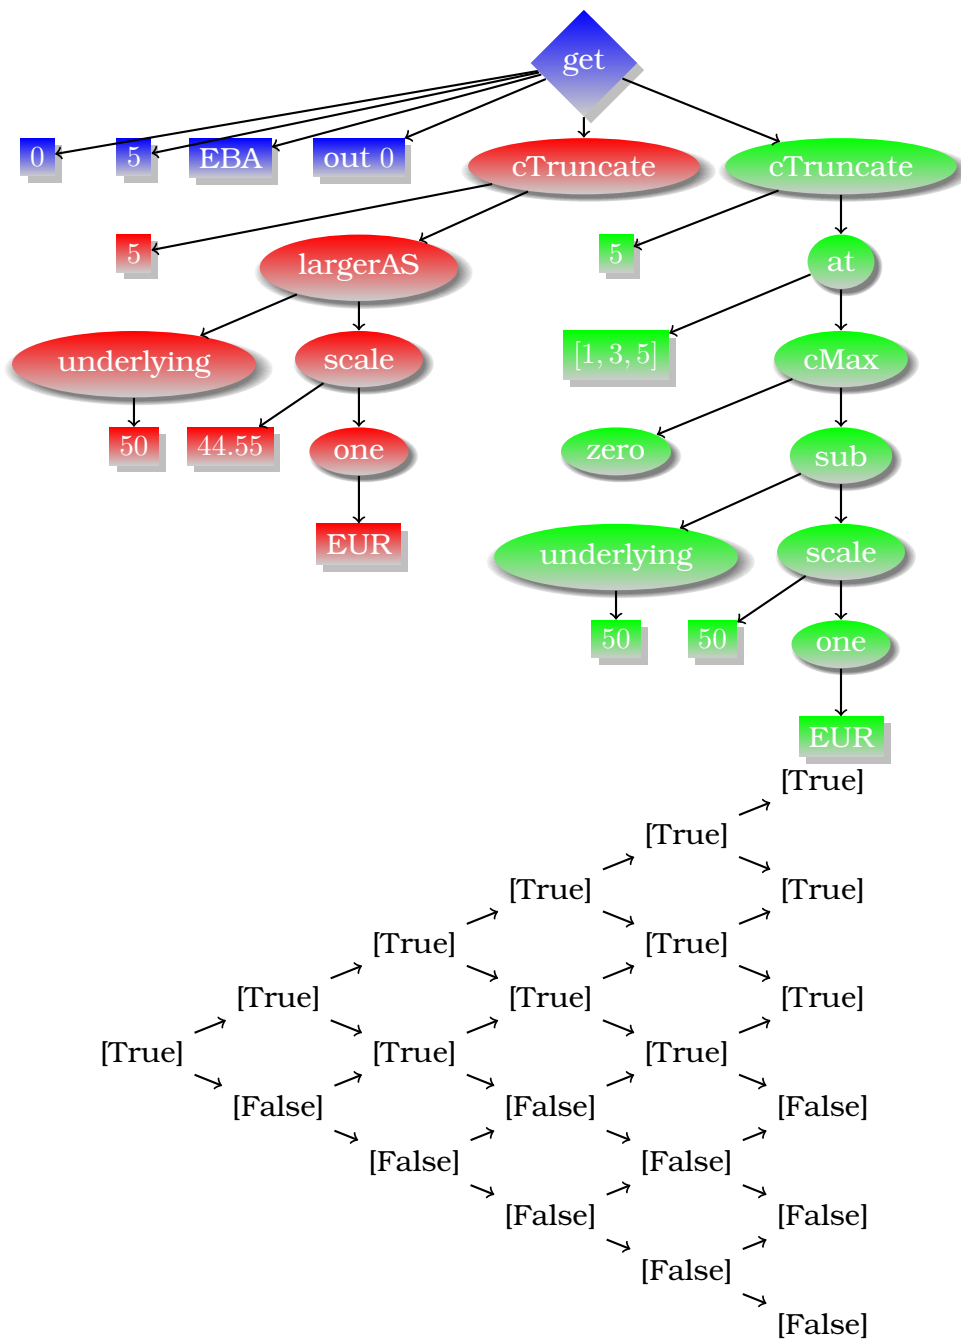 get
0 5 EBA out 0 cTruncate cTruncate
5 largerAS 5 at
underlying scale [1, 3, 5] cMax
50 44.55 one zero sub
EUR underlying scale
50 50 one
EUR
[True]
[True]
[True] [True]
[True] [True]
[True] [True] [True]
[True] [True] [True]
[False] [False] [False]
[False] [False]
[False] [False]
[False]
[False]